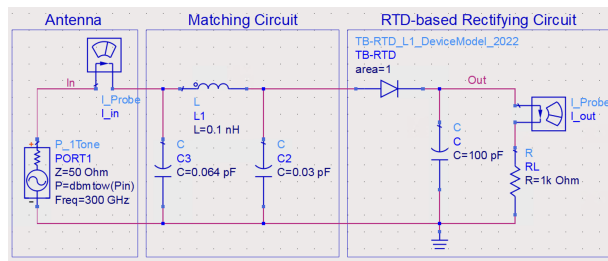 Antenna
Matching Circuit
RTD-based Rectifying Circuit
TB-RTD_L1_DeviceModel_2022
TB-RTD
area=1
In
Out
I_Probe
I_in
I_Probe
I_out
L
L1
L=0.1 nH
P_1Tone
PORT1
Z=50 Ohm
P=dbmtow(Pin)
Freq=300 GHz
C
C3
C=0.064 pF
C
C2
C=0.03 pF
C
C
C=100 pF
R
RL
R=1k Ohm